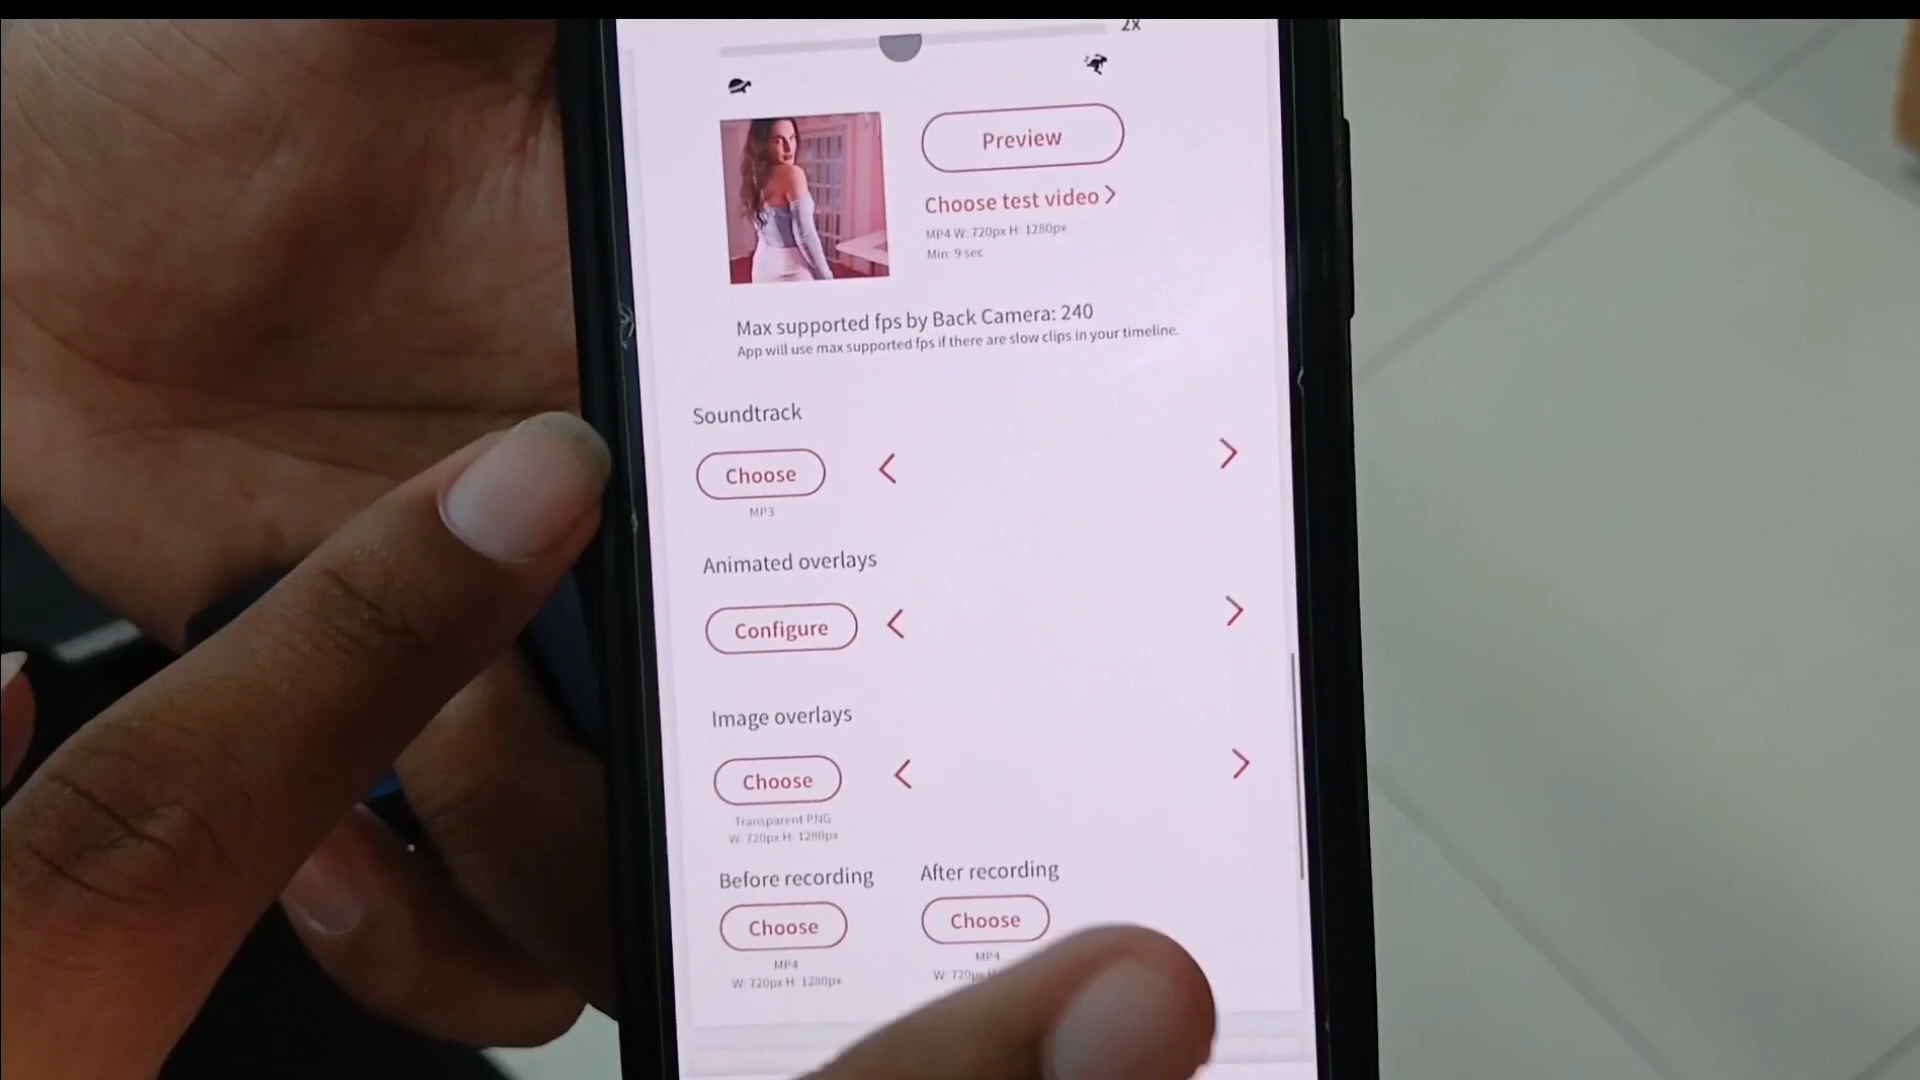 2x
Preview
Choose test video >
MP4 W: 720px H: 1280px
Min: 9 sec
Max supported fps by Back Camera: 240
App will use max supported fps if there are slow clips in your timeline.
Soundtrack
Choose
MP3
Animated overlays
Configure
Image overlays
Choose
Transparent PNG
W: 720px H: 1280px
Before recording
After recording
Choose
Choose
MP4
MP4
W: 720px H: 1280px
W: 720px